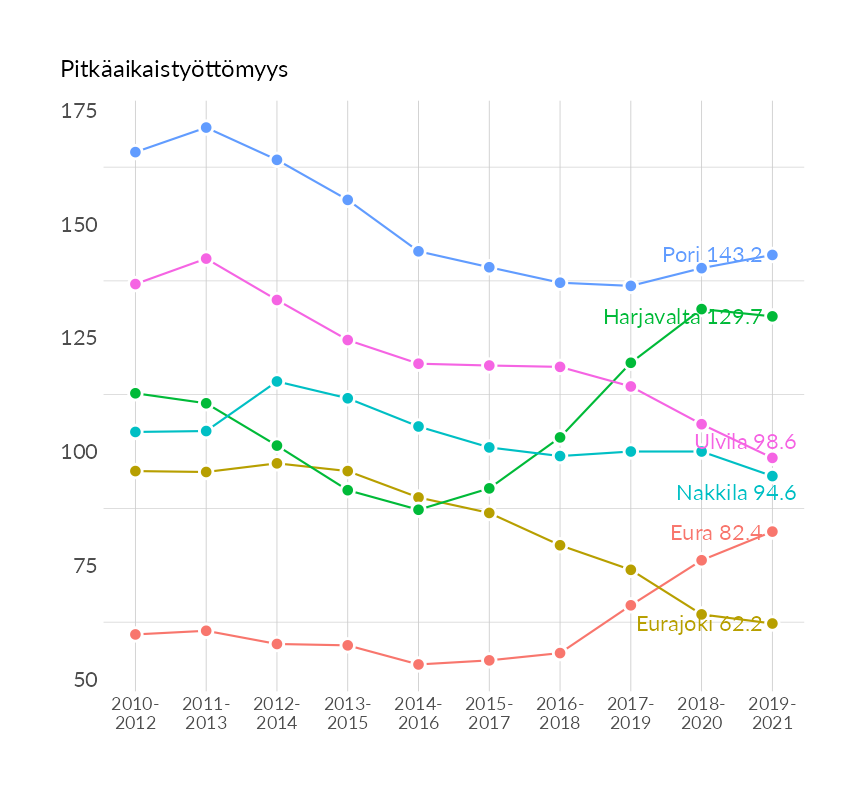 Pitkäaikaistyöttömyys
175
150
125
100
75
50
Pori 143.2
Harjavalta 129.7
Ulvila 98.6
Nakkila 94.6
Eura 82.4
Eurajoki 62.2
2010- 2011- 2012- 2013- 2014- 2015- 2016- 2017- 2018- 2019-
2012 2013 2014 2015 2016 2017 2018 2019 2020 2021